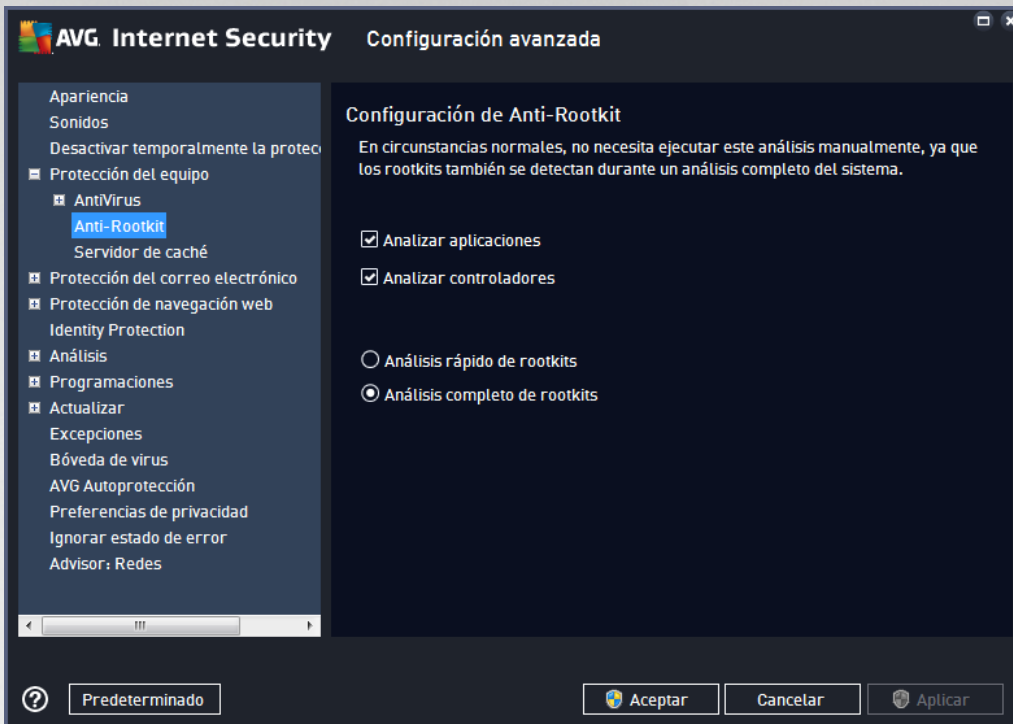 AVG. Internet Security Configuración avanzada
Apariencia
Sonidos
Desactivar temporalmente la protec
Protección del equipo
AntiVirus
Anti-Rootkit
Servidor de caché
Protección del correo electrónico
Protección de navegación web
Identity Protection
Análisis
Programaciones
Actualizar
Excepciones
Bóveda de virus
AVG Autoprotección
Preferencias de privacidad
Ignorar estado de error
Advisor: Redes
Configuración de Anti-Rootkit
En circunstancias normales, no necesita ejecutar este análisis manualmente, ya que
los rootkits también se detectan durante un análisis completo del sistema.
Analizar aplicaciones
Analizar controladores
Análisis rápido de rootkits
Análisis completo de rootkits
? Predeterminado Aceptar Cancelar Aplicar